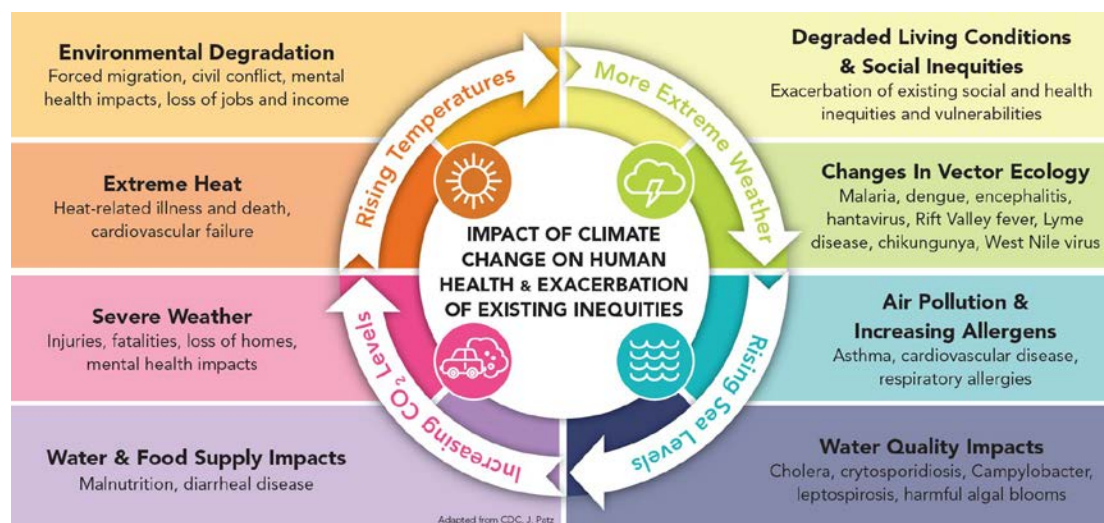 Environmental Degradation
Forced migration, civil conflict, mental
health impacts, loss of jobs and income
Extreme Heat
Heat-related illness and death,
cardiovascular failure
Severe Weather
Injuries, fatalities, loss of homes,
mental health impacts
Water & Food Supply Impacts
Malnutrition, diarrheal disease
Adapted from CDC, J. Patz
Rising Temperatures
More Extreme Weather
Rising Sea Levels
Increasing CO₂ Levels
IMPACT OF CLIMATE
CHANGE ON HUMAN
HEALTH & EXACERBATION
OF EXISTING INEQUITIES
Degraded Living Conditions
& Social Inequities
Exacerbation of existing social and health
inequities and vulnerabilities
Changes In Vector Ecology
Malaria, dengue, encephalitis,
hantavirus, Rift Valley fever, Lyme
disease, chikungunya, West Nile virus
Air Pollution &
Increasing Allergens
Asthma, cardiovascular disease,
respiratory allergies
Water Quality Impacts
Cholera, crytosporidiosis, Campylobacter,
leptospirosis, harmful algal blooms